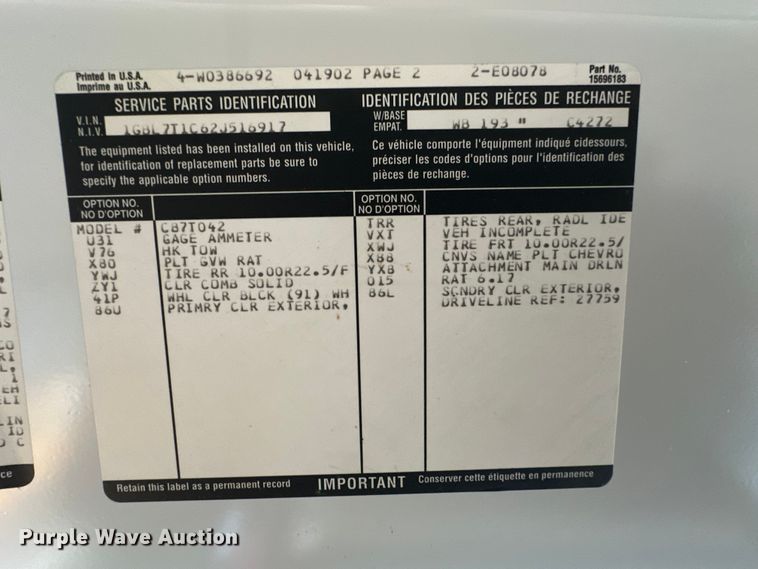 Printed in U.S.A. 4-W0386692 041902 PAGE 2 2-E08078 Part No.
Imprime au U.S.A. 15696183
SERVICE PARTS IDENTIFICATION IDENTIFICATION DES PIÈCES DE RECHANGE
V.I.N. W/BASE
N.I.V. 1GBL7T1C62J516917 EMPAT. WB 193 " C4272
The equipment listed has been installed on this vehicle,
for identification of replacement parts be sure to
specify the applicable option numbers.
Ce véhicule comporte l'équipment indiqué cidessours,
préciser les codes d'options pour l'identification des
pièces de rechange.
OPTION NO.
NO D'OPTION
MODEL # C87T042
U31 GAGE AMMETER
V76 HK TOW
X80 PLT GVW RAT
YWJ TIRE RR 10.00R22.5/F
ZY1 CLR COMB SOLID
41P WHL CLR BLCK (91) WH
86U PRIMRY CLR EXTERIOR,
OPTION NO.
NO D'OPTION
TRR TIRES REAR, RADL IDE
VXT VEH INCOMPLETE
XWJ TIRE FRT 10.00R22.5/
X88 CNVS NAME PLT CHEVRO
YX8 ATTACHMENT MAIN DRLN
015 RAT 6.17
86L SCNDRY CLR EXTERIOR,
DRIVELINE REF: 27759
Retain this label as a permanent record IMPORTANT Conserver cette étiquette en permanence
Purple Wave Auction